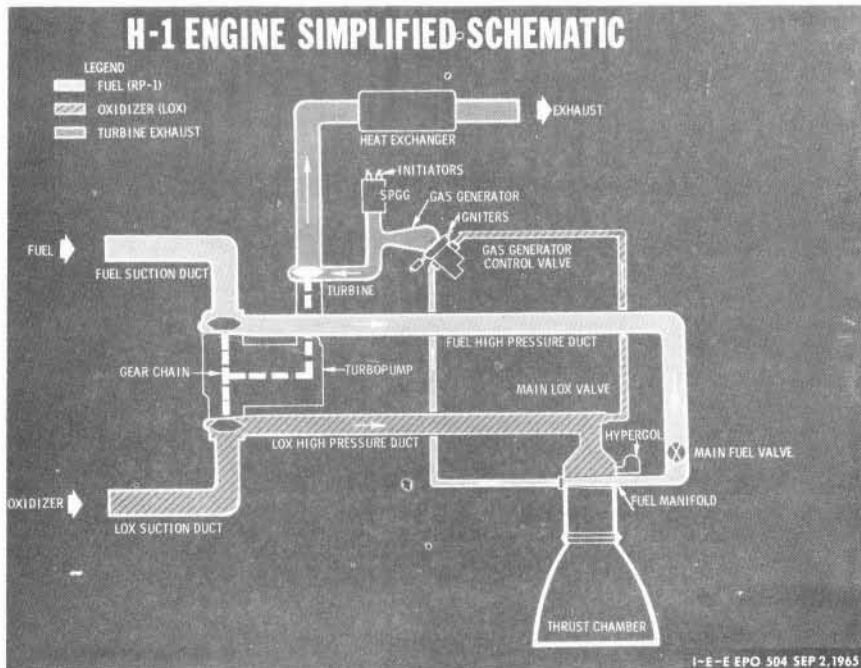 H-1 ENGINE SIMPLIFIED SCHEMATIC
LEGEND
FUEL (RP-1)
OXIDIZER (LOX)
TURBINE EXHAUST
EXHAUST
HEAT EXCHANGER
INITIATORS
SPGG
GAS GENERATOR
IGNITERS
GAS GENERATOR
CONTROL VALVE
FUEL
FUEL SUCTION DUCT
TURBINE
FUEL HIGH PRESSURE DUCT
GEAR CHAIN
TURBOPUMP
MAIN LOX VALVE
HYPERGOL
LOX HIGH PRESSURE DUCT
MAIN FUEL VALVE
OXIDIZER
FUEL MANIFOLD
LOX SUCTION DUCT
THRUST CHAMBER
I-E-E EPO 504 SEP 2,1965